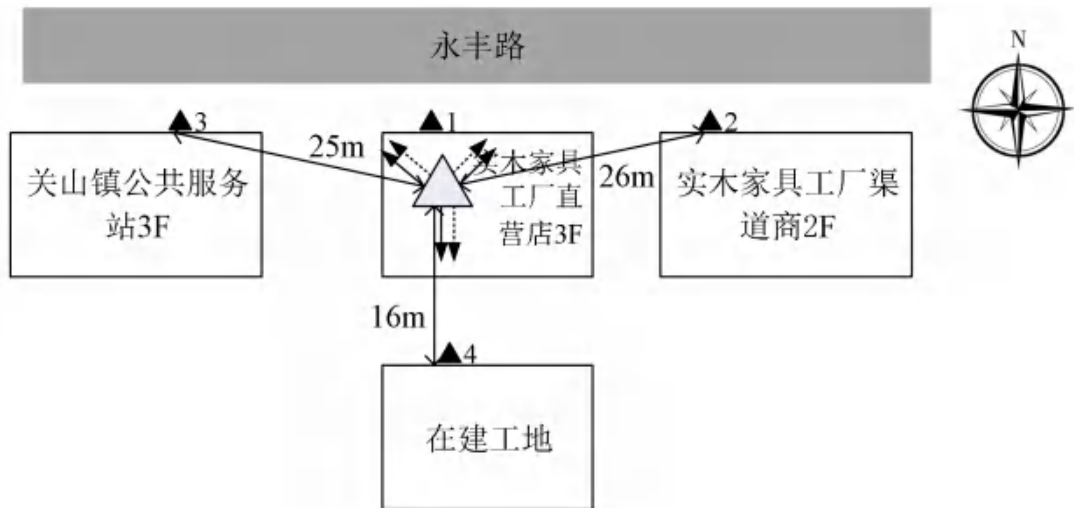 永丰路
N
▲3
▲1
▲2
25m
26m
关山镇公共服务
站3F
实木家具
工厂直
营店3F
实木家具工厂渠
道商2F
16m
▲4
在建工地